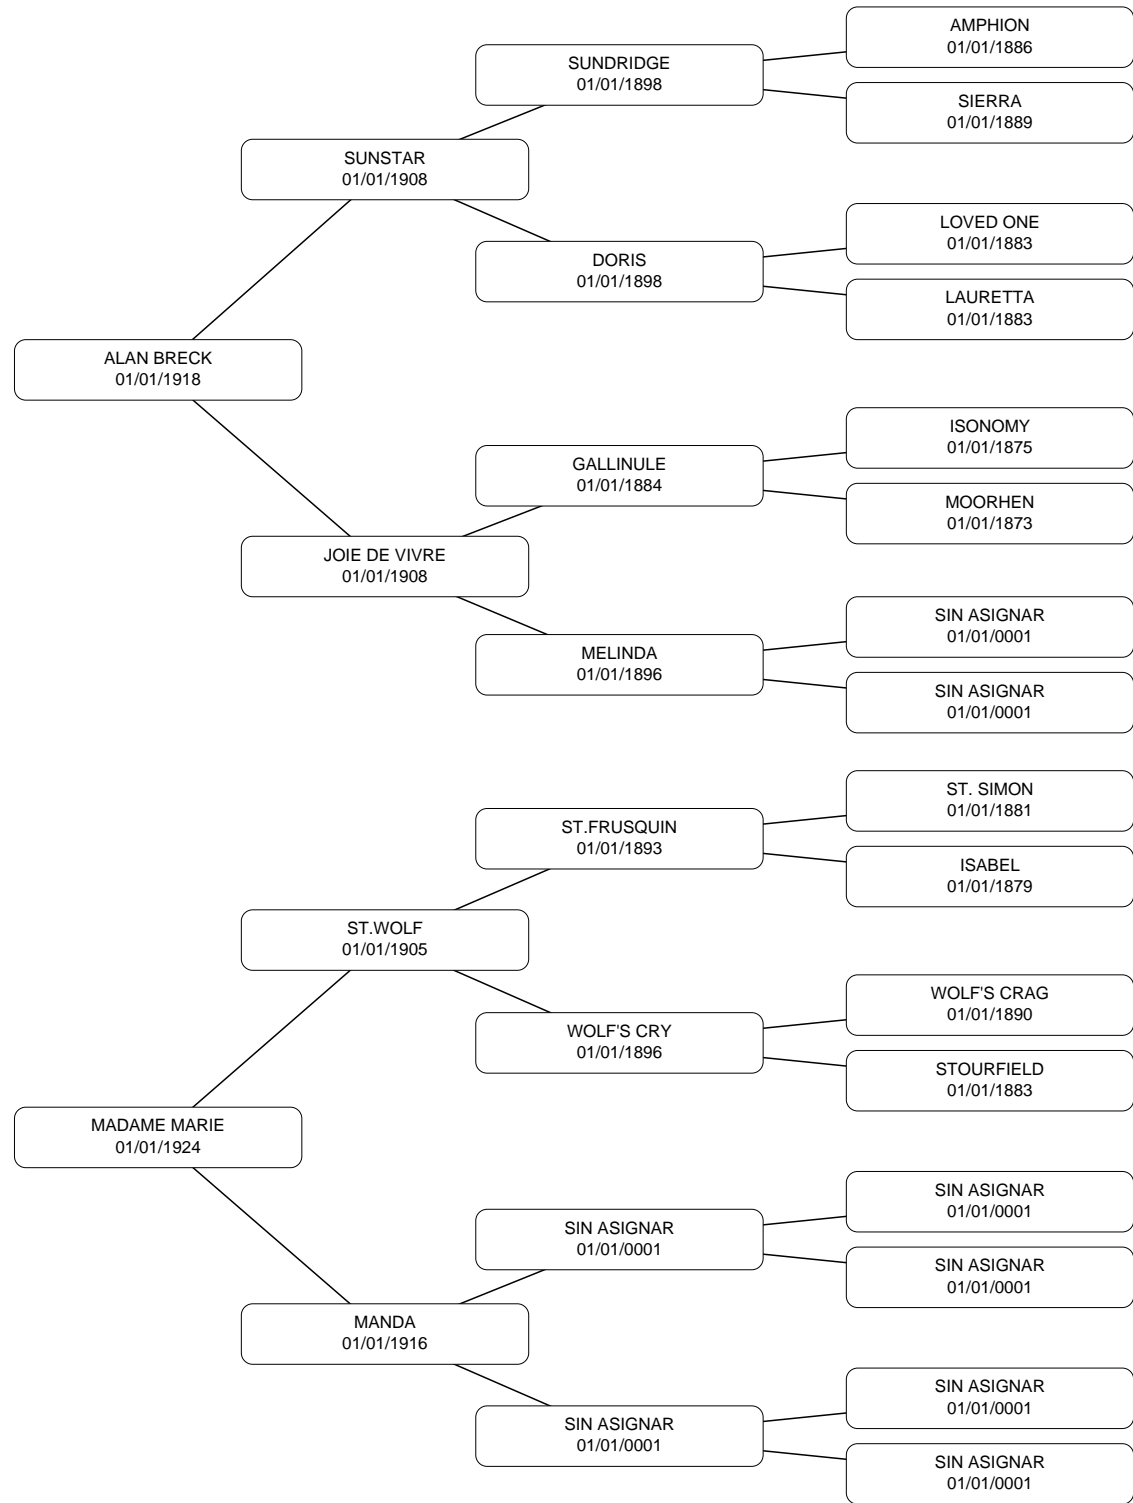 AMPHION
01/01/1886
SUNDRIDGE
01/01/1898
SIERRA
01/01/1889
SUNSTAR
01/01/1908
LOVED ONE
01/01/1883
DORIS
01/01/1898
LAURETTA
01/01/1883
ALAN BRECK
01/01/1918
ISONOMY
01/01/1875
GALLINULE
01/01/1884
MOORHEN
01/01/1873
JOIE DE VIVRE
01/01/1908
SIN ASIGNAR
01/01/0001
MELINDA
01/01/1896
SIN ASIGNAR
01/01/0001
ST. SIMON
01/01/1881
ST.FRUSQUIN
01/01/1893
ISABEL
01/01/1879
ST.WOLF
01/01/1905
WOLF'S CRAG
01/01/1890
WOLF'S CRY
01/01/1896
STOURFIELD
01/01/1883
MADAME MARIE
01/01/1924
SIN ASIGNAR
01/01/0001
SIN ASIGNAR
01/01/0001
SIN ASIGNAR
01/01/0001
MANDA
01/01/1916
SIN ASIGNAR
01/01/0001
SIN ASIGNAR
01/01/0001
SIN ASIGNAR
01/01/0001